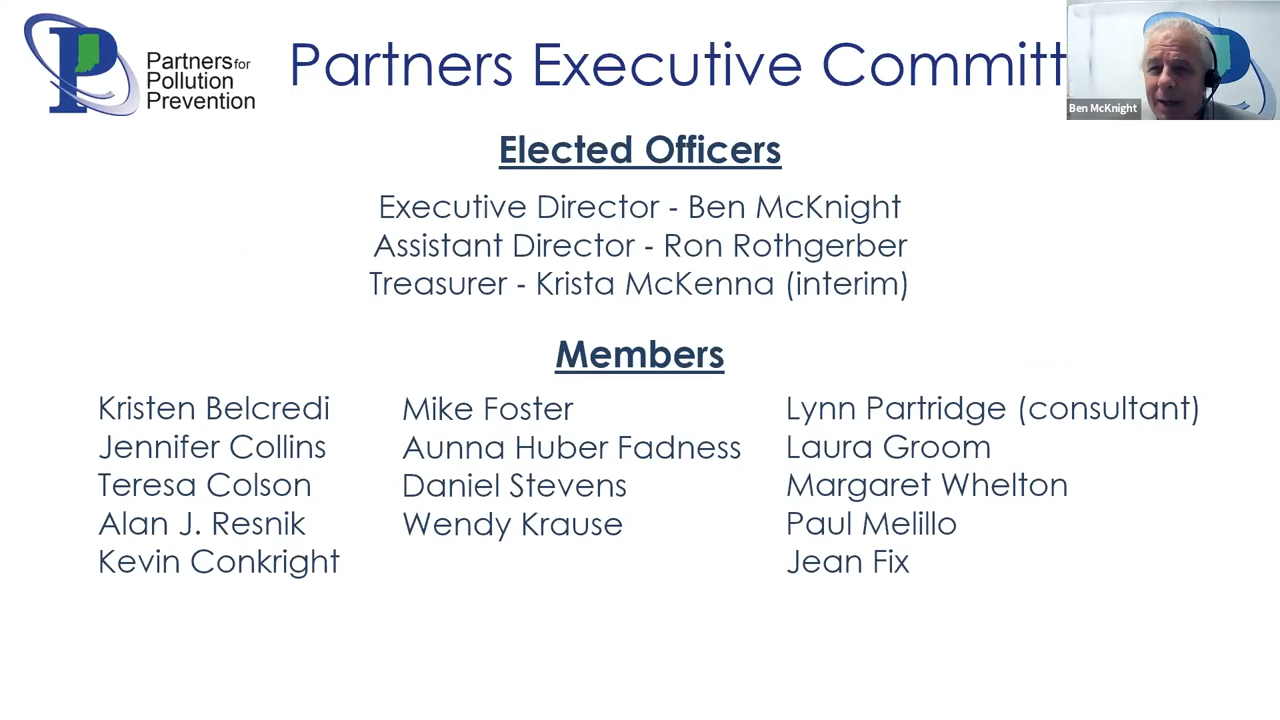 Partners for
Pollution
Prevention
Partners Executive Committ
Ben McKnight
Elected Officers
Executive Director - Ben McKnight
Assistant Director - Ron Rothgerber
Treasurer - Krista McKenna (interim)
Members
Kristen Belcredi
Jennifer Collins
Teresa Colson
Alan J. Resnik
Kevin Conkright
Mike Foster
Aunna Huber Fadness
Daniel Stevens
Wendy Krause
Lynn Partridge (consultant)
Laura Groom
Margaret Whelton
Paul Melillo
Jean Fix